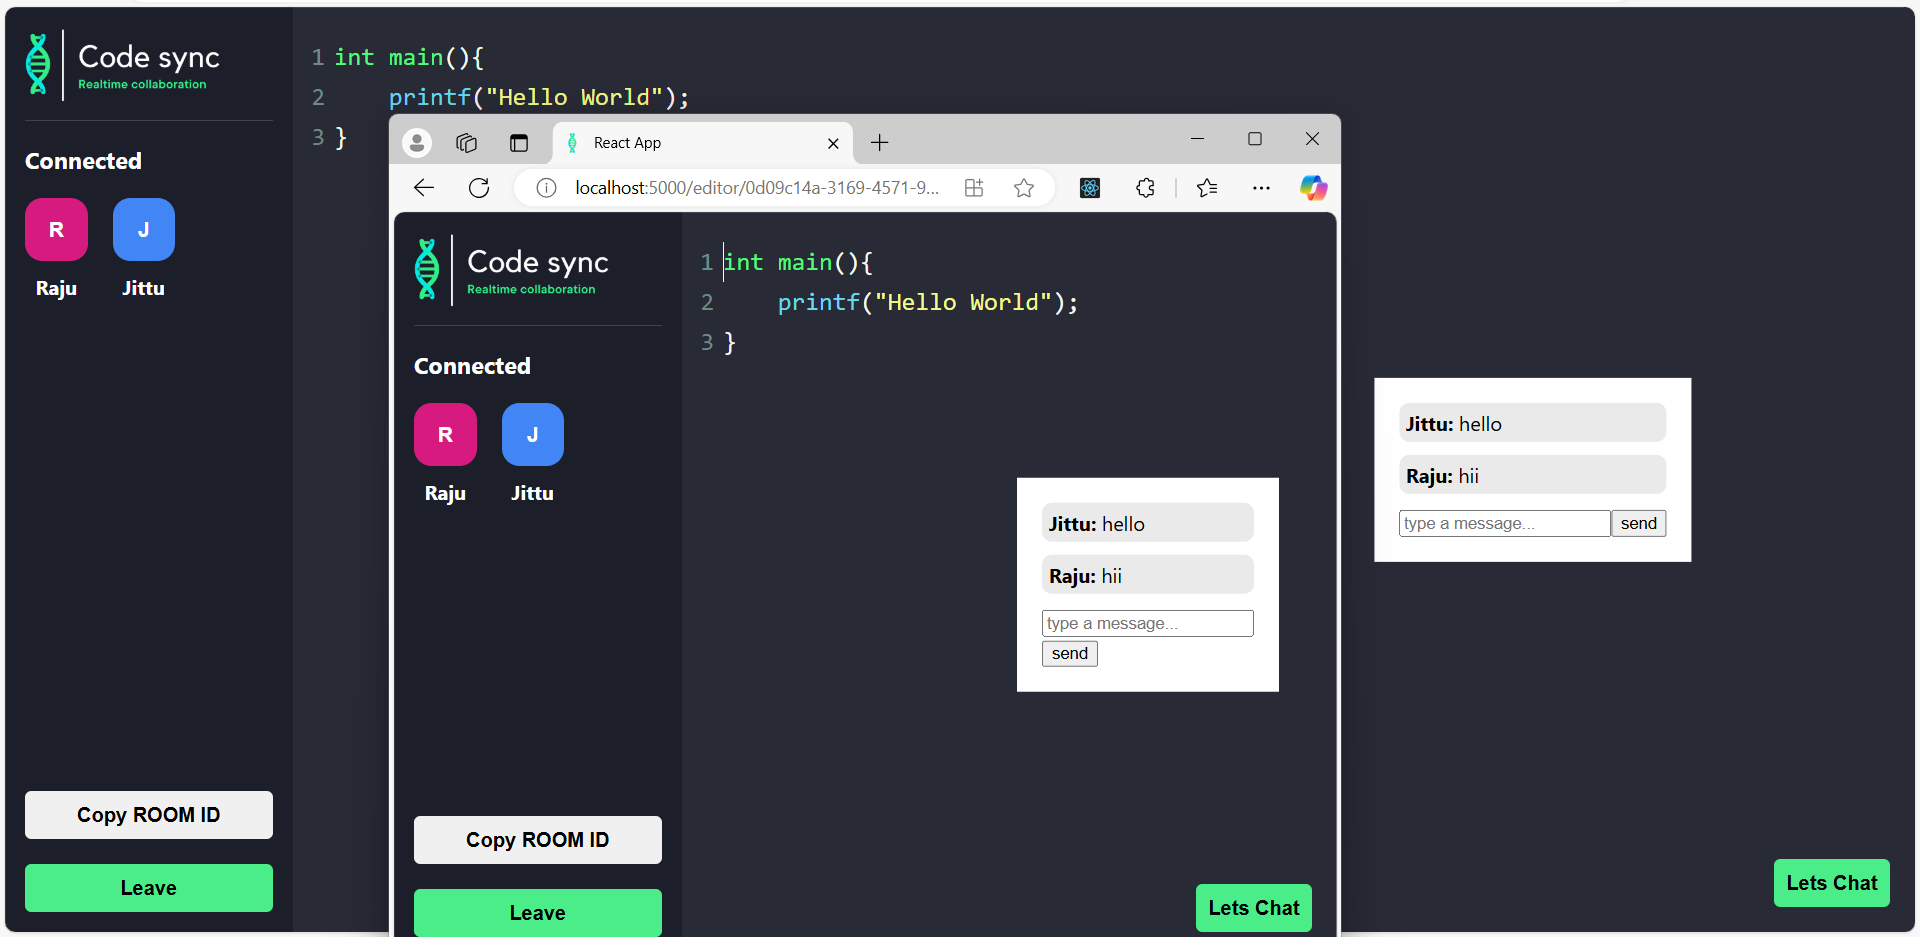 Code sync
Realtime collaboration
Connected
R
J
Raju
Jittu
Copy ROOM ID
Leave
1 int main(){
2 printf("Hello World");
3 }
React App
localhost:5000/editor/0d09c14a-3169-4571-9...
Code sync
Realtime collaboration
Connected
R
J
Raju
Jittu
Copy ROOM ID
Leave
1 int main(){
2 printf("Hello World");
3 }
Jittu: hello
Raju: hii
type a message...
send
Lets Chat
Jittu: hello
Raju: hii
type a message...
send
Lets Chat